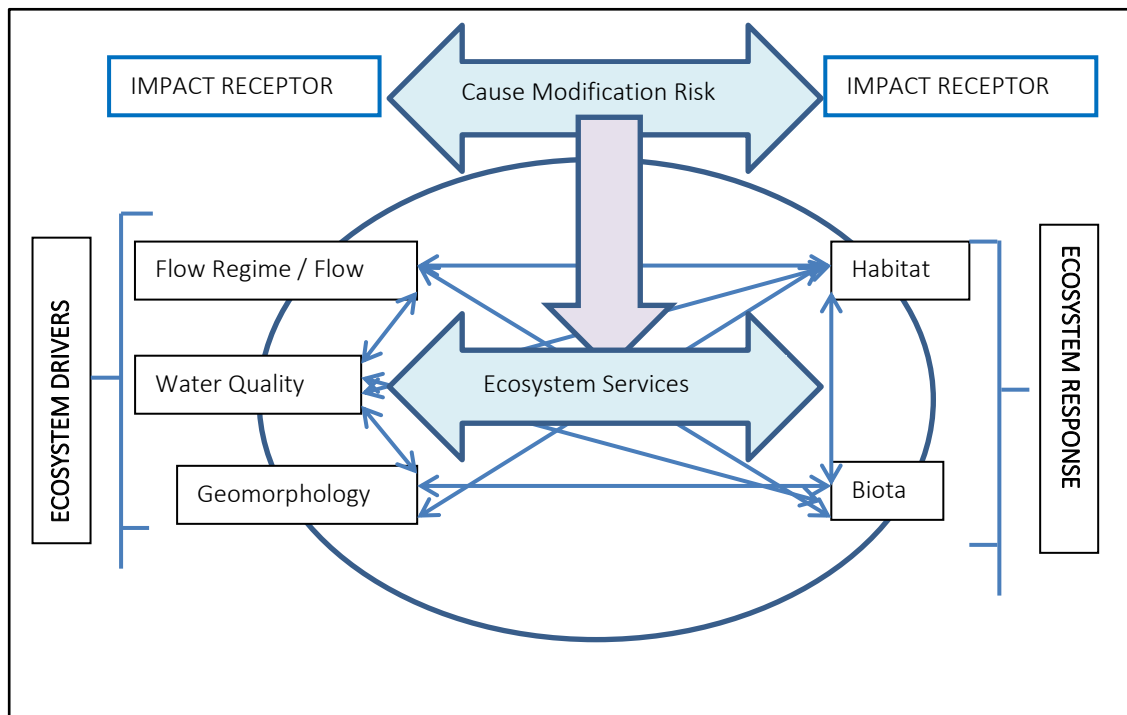 IMPACT RECEPTOR
Cause Modification Risk
IMPACT RECEPTOR
ECOSYSTEM DRIVERS
Flow Regime / Flow
Water Quality
Geomorphology
Ecosystem Services
Habitat
Biota
ECOSYSTEM RESPONSE